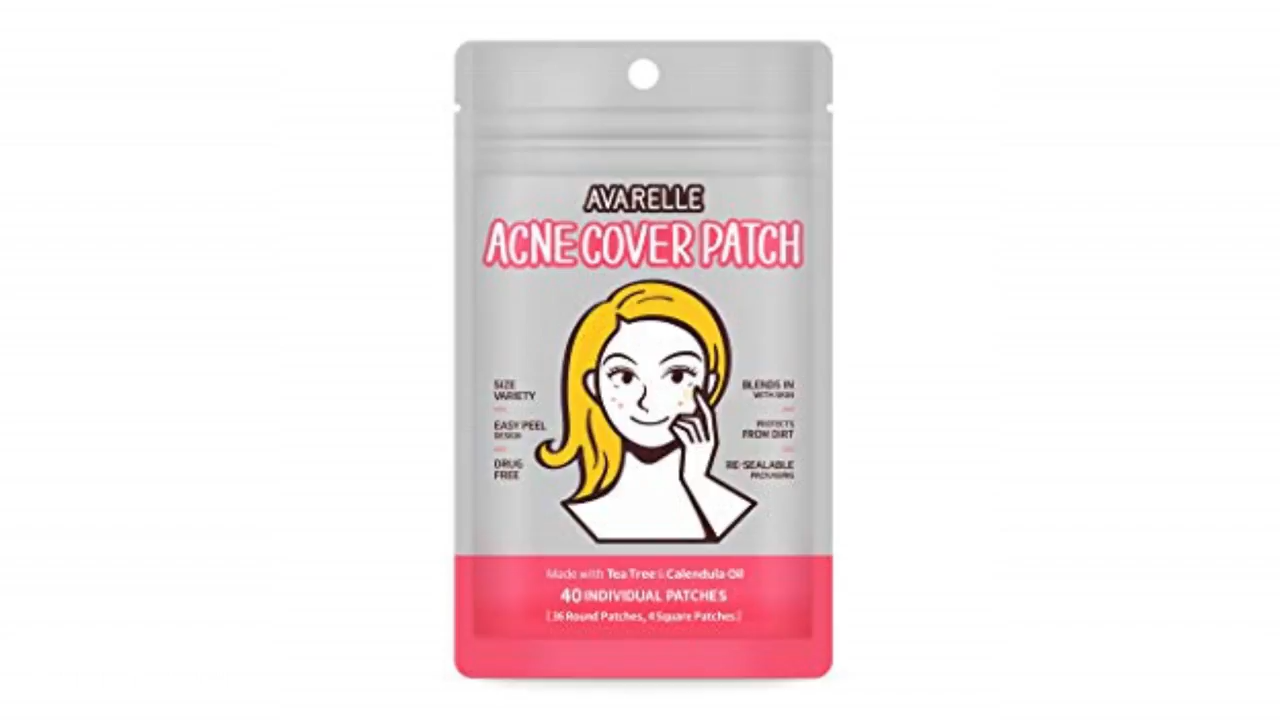 AVARELLE
ACNE COVER PATCH
SIZE
VARIETY
EASY PEEL
DESIGN
DRUG
FREE
BLENDS IN
WITH SKIN
PROTECTS
FROM DIRT
RE-SEALABLE
PACKAGING
Made with Tea Tree & Calendula Oil
40 INDIVIDUAL PATCHES
[ 36 Round Patches, 4 Square Patches ]